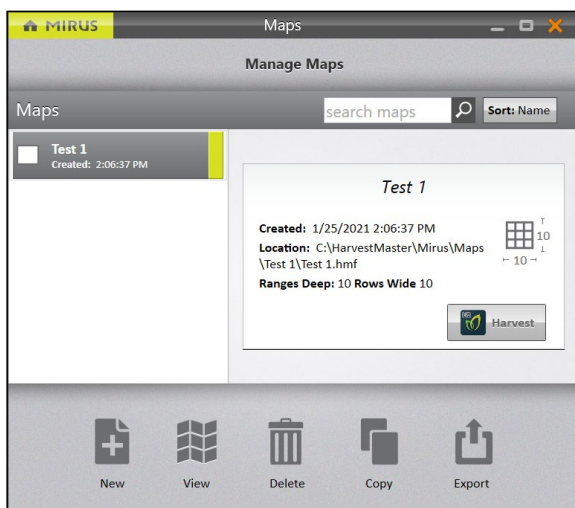 MIRUS
Maps
Manage Maps
Maps
search maps
Sort: Name
Test 1
Created: 2:06:37 PM
Test 1
Created: 1/25/2021 2:06:37 PM
Location: C:\HarvestMaster\Mirus\Maps
\Test 1\Test 1.hmf
Ranges Deep: 10 Rows Wide 10
10
10
Harvest
New
View
Delete
Copy
Export